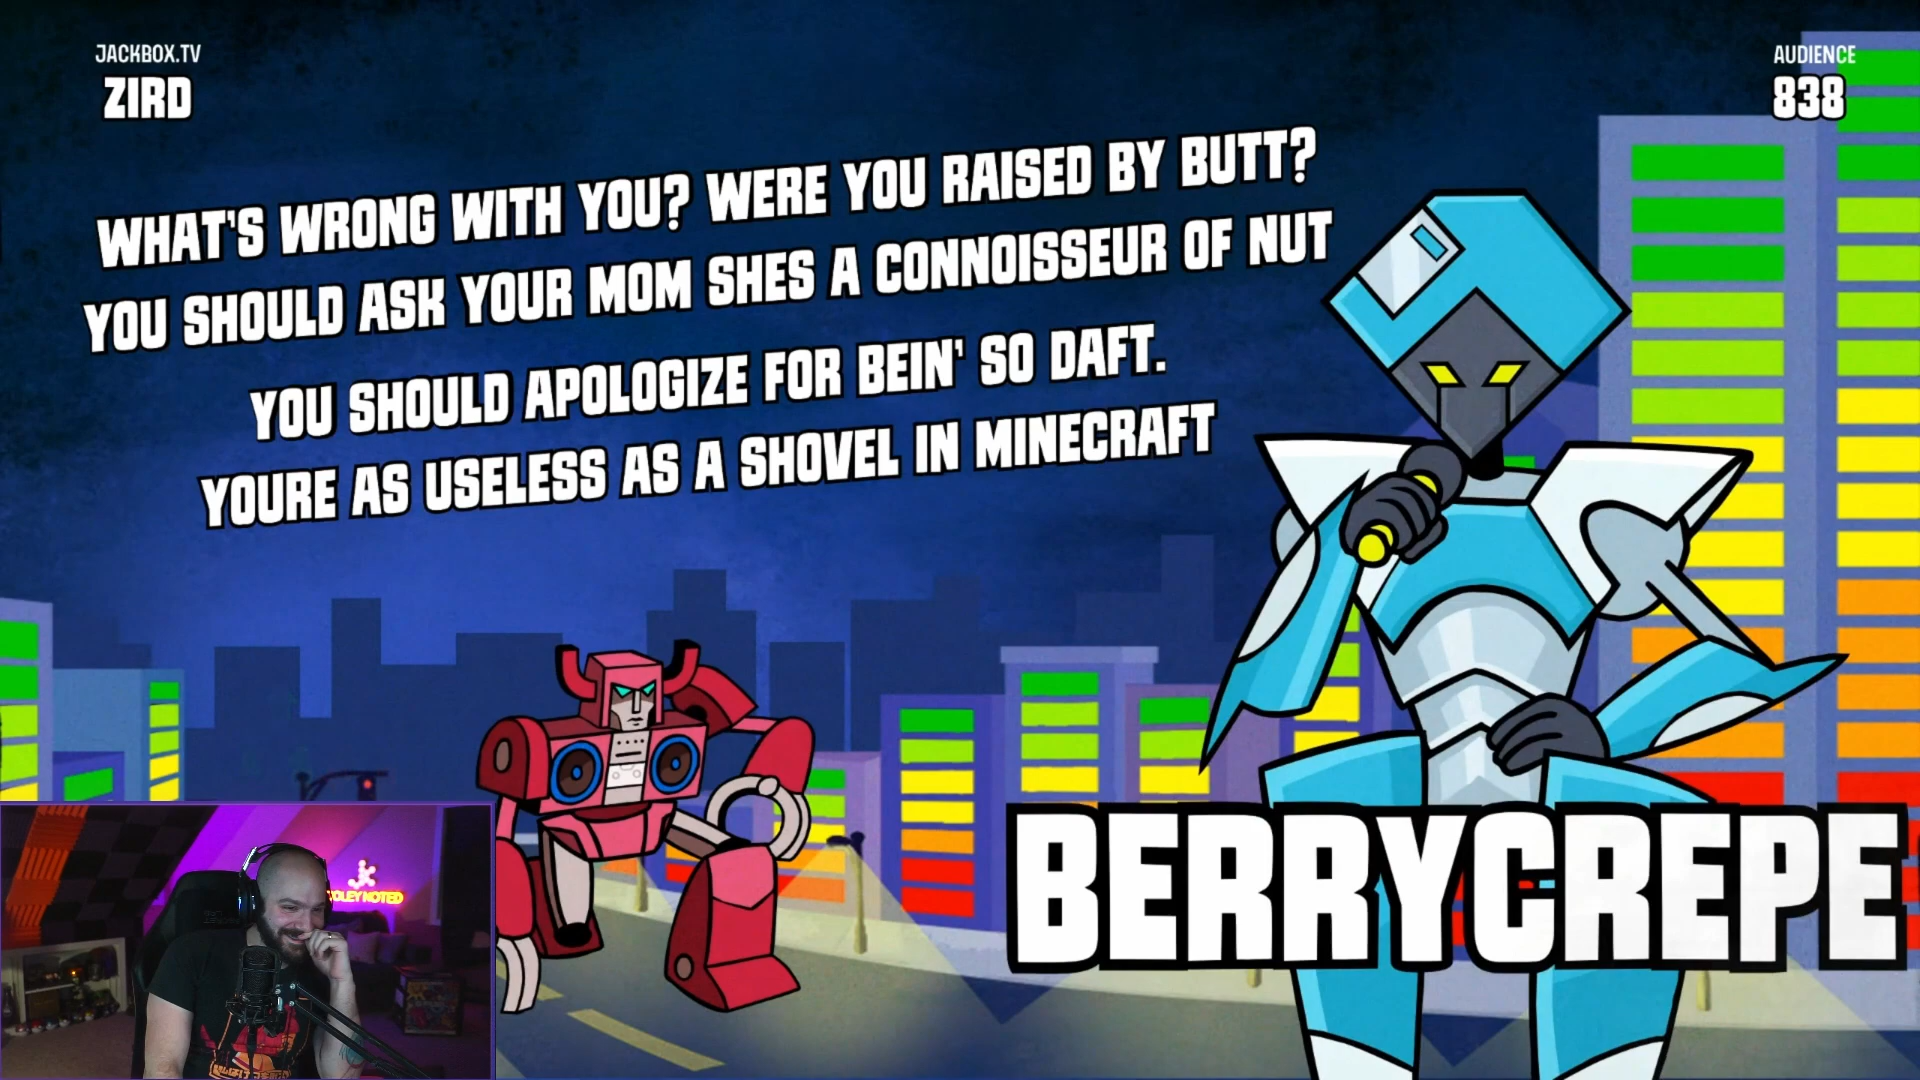 JACKBOX.TV
ZIRD
AUDIENCE
838
WHAT'S WRONG WITH YOU? WERE YOU RAISED BY BUTT?
YOU SHOULD ASK YOUR MOM SHES A CONNOISSEUR OF NUT
YOU SHOULD APOLOGIZE FOR BEIN' SO DAFT.
YOURE AS USELESS AS A SHOVEL IN MINECRAFT
BERRYCREPE
NOTED